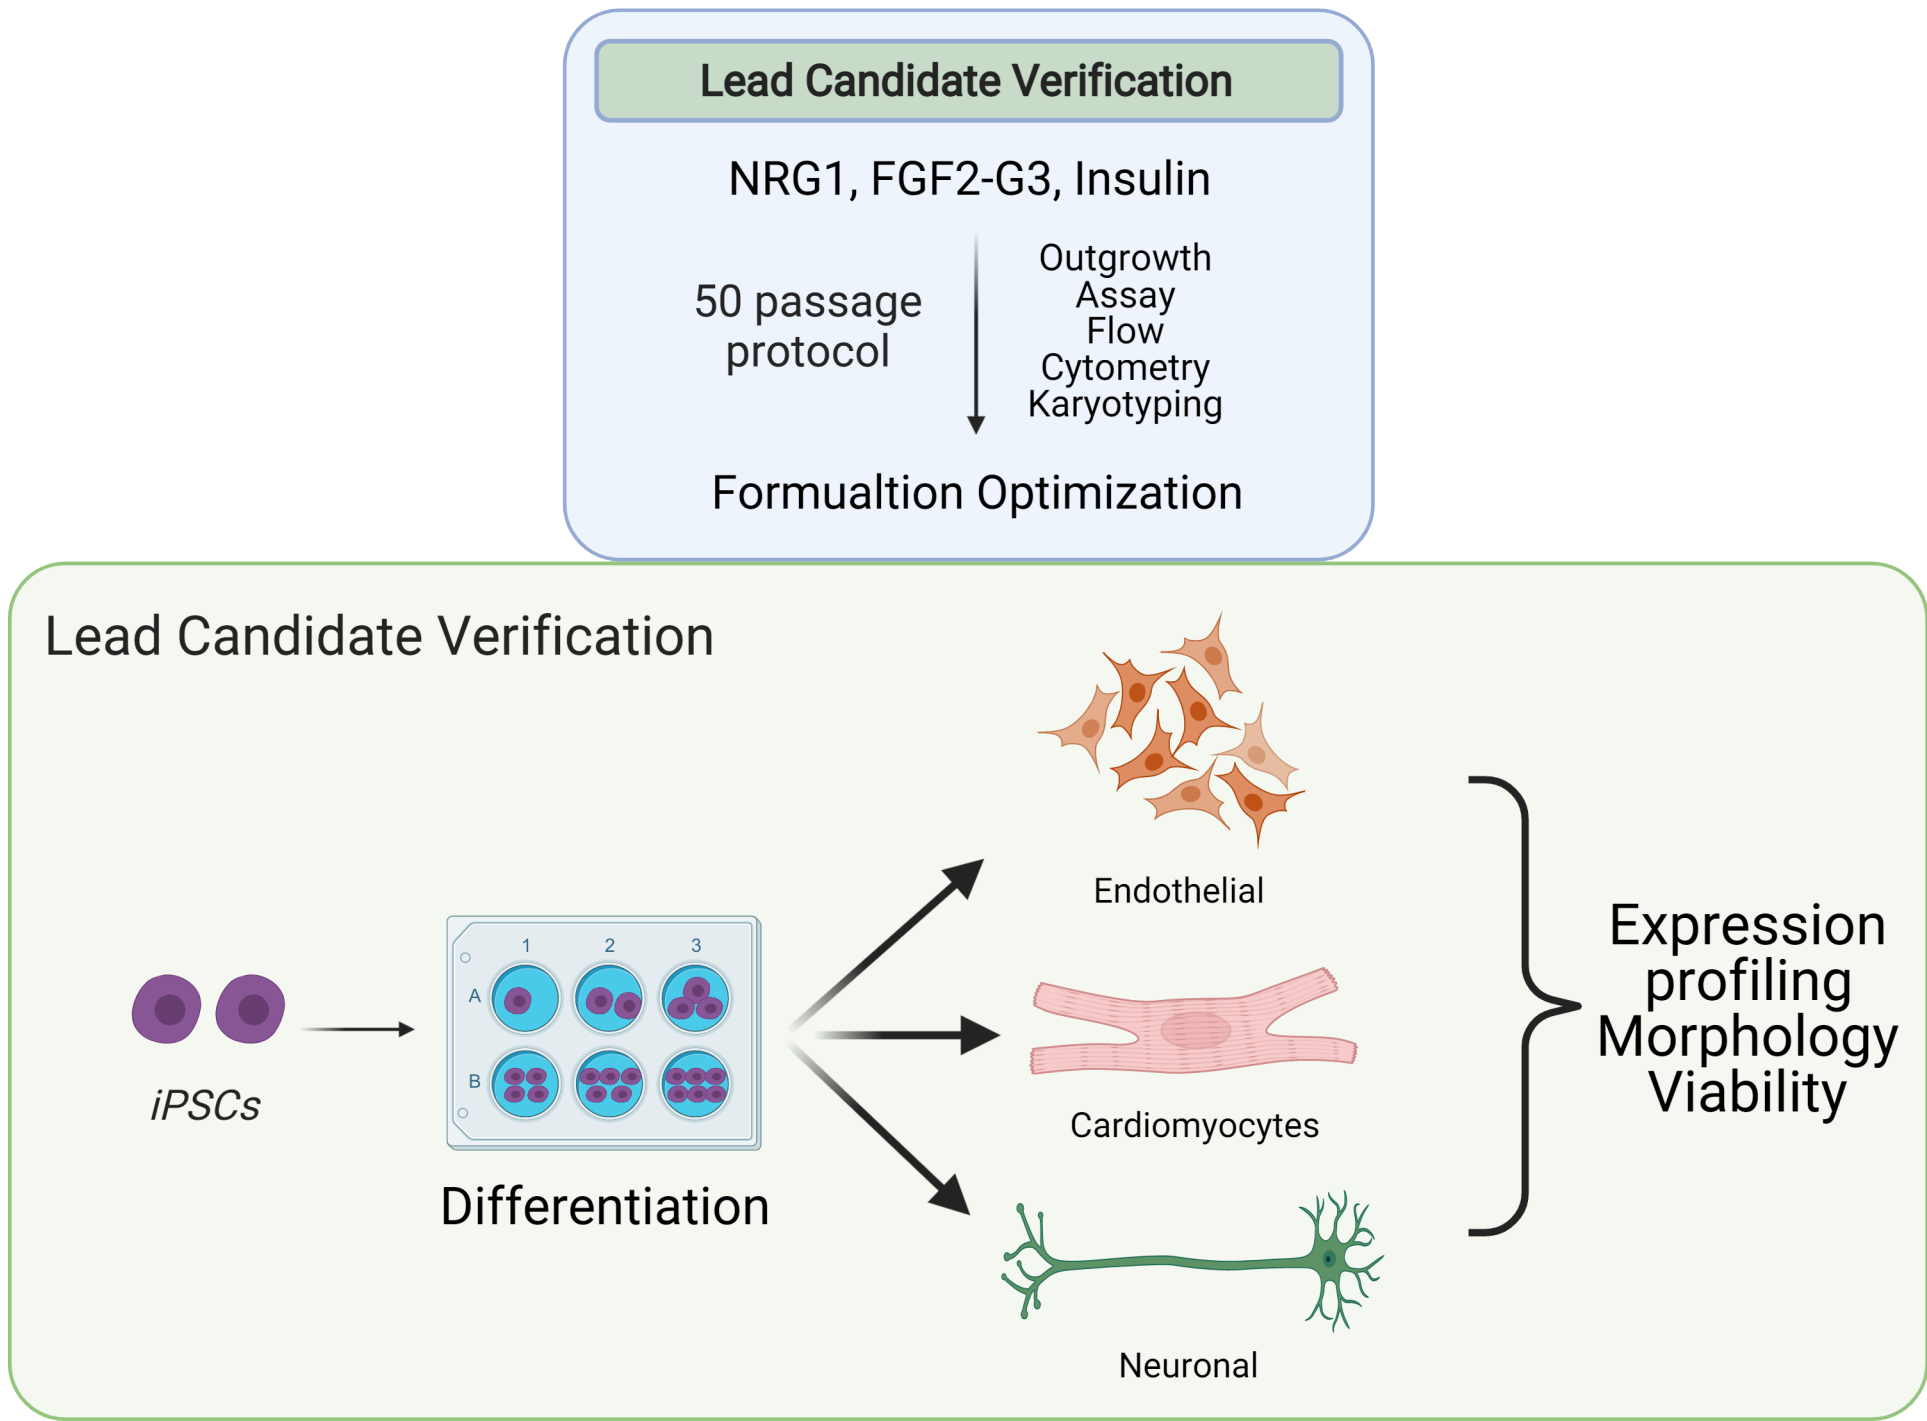 Lead Candidate Verification
NRG1, FGF2-G3, Insulin
50 passage
protocol
Outgrowth
Assay
Flow
Cytometry
Karyotyping
Formualtion Optimization
Lead Candidate Verification
iPSCs
1 2 3
A
B
Differentiation
Endothelial
Cardiomyocytes
Neuronal
Expression
profiling
Morphology
Viability